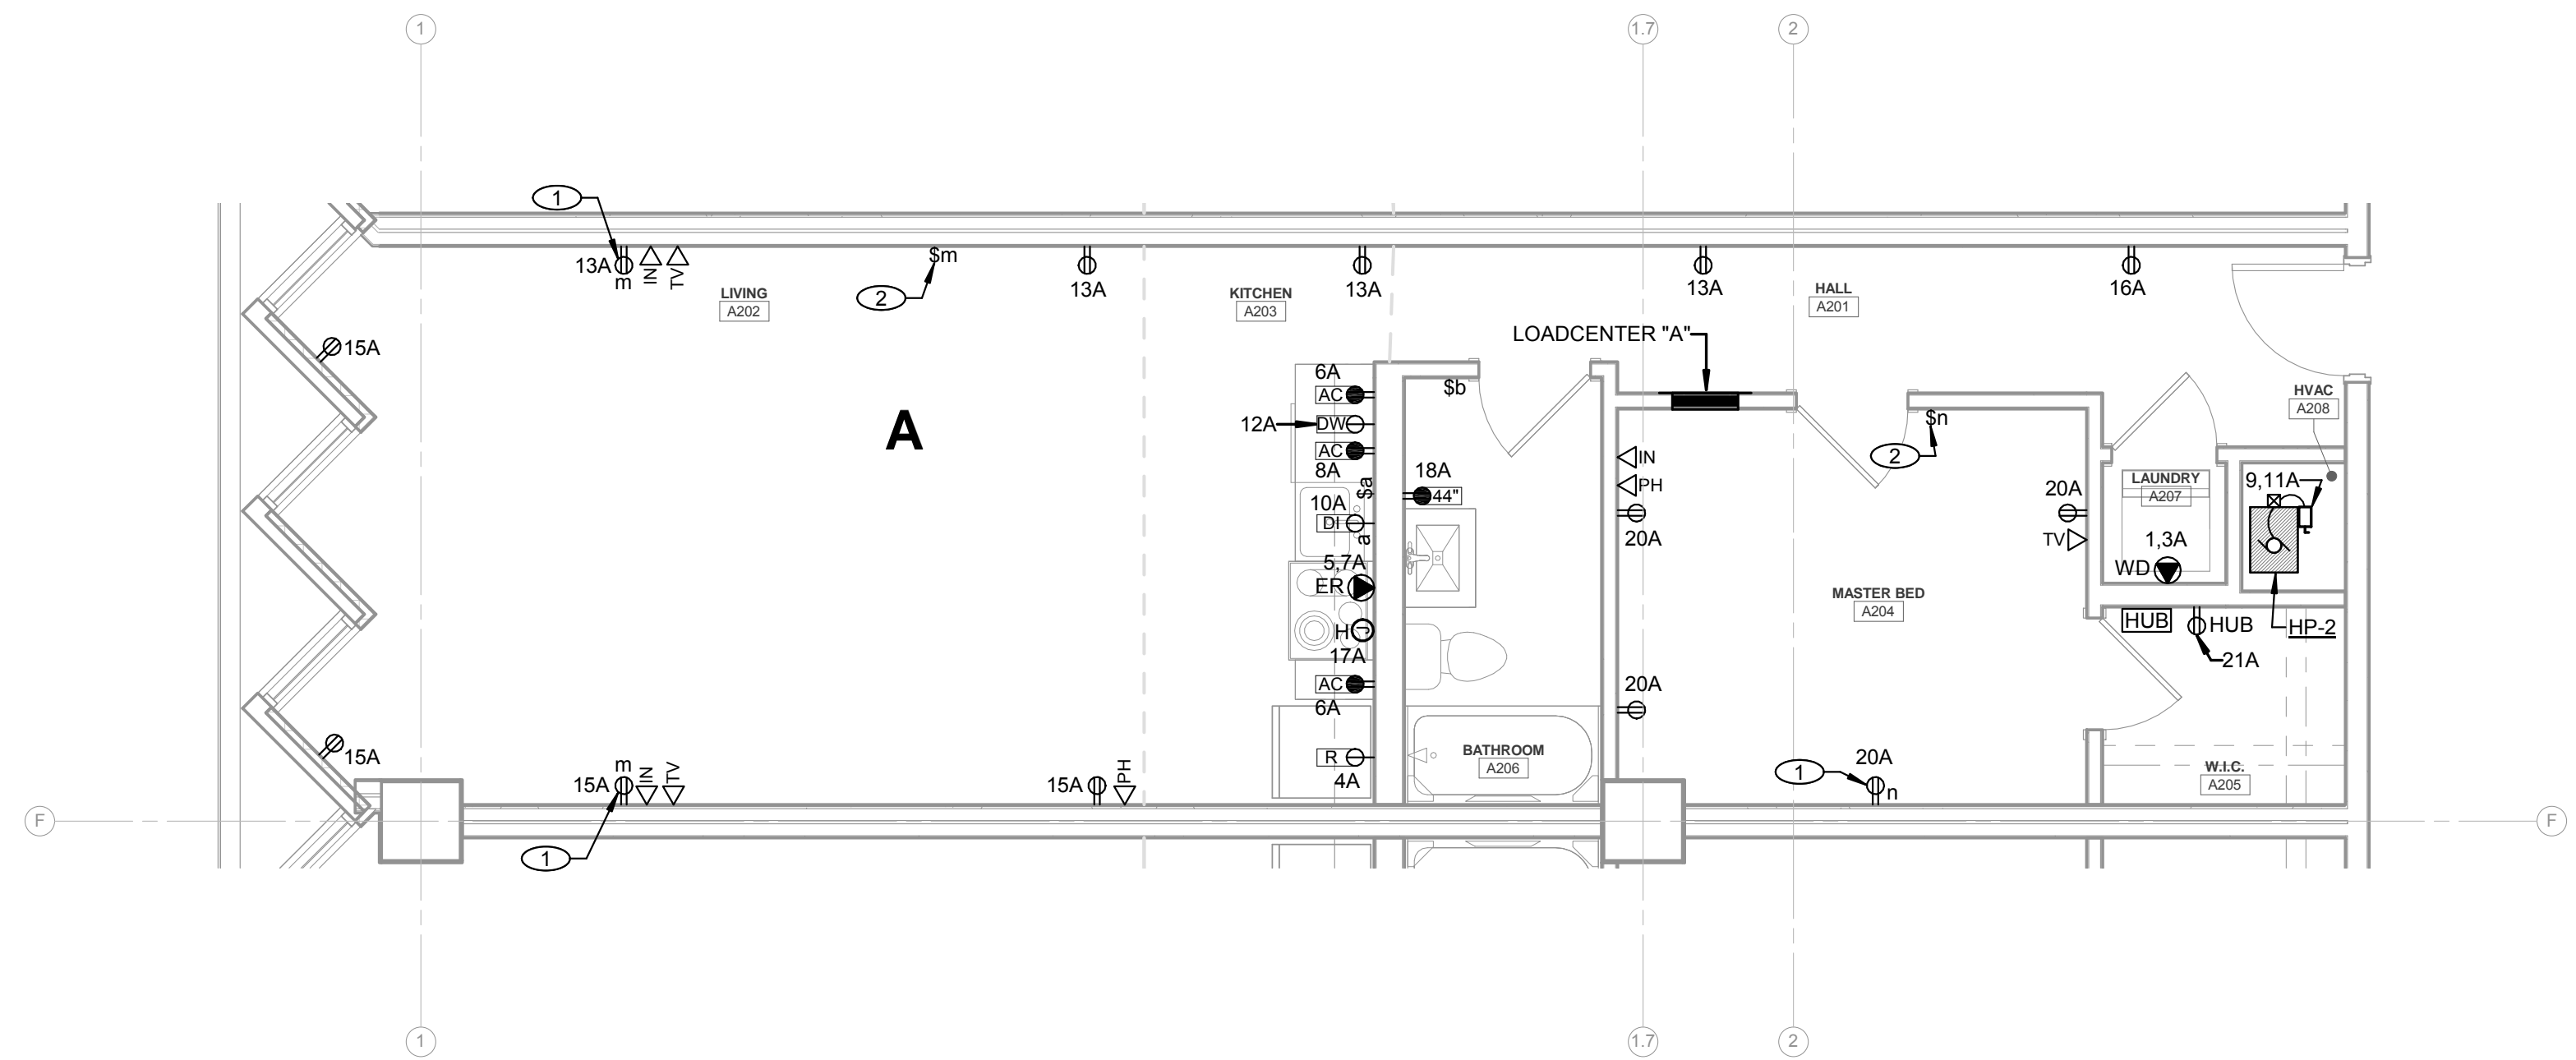 1
1.7
2
1
13A
m
IN
TV
$m
2
13A
13A
13A
16A
LIVING
A202
KITCHEN
A203
HALL
A201
LOADCENTER "A"
15A
A
6A
AC
12A
DW
AC
8A
$a
10A
DI
a
5,7A
ER
H
J
17A
AC
6A
R
4A
$b
18A
44"
BATHROOM
A206
IN
PH
20A
20A
$n
2
20A
TV
MASTER BED
A204
1
20A
n
LAUNDRY
A207
1,3A
WD
HVAC
A208
9,11A
HUB
HUB
21A
HP-2
W.I.C.
A205
15A
15A
m
IN
TV
1
15A
PH
F
F
1
1.7
2